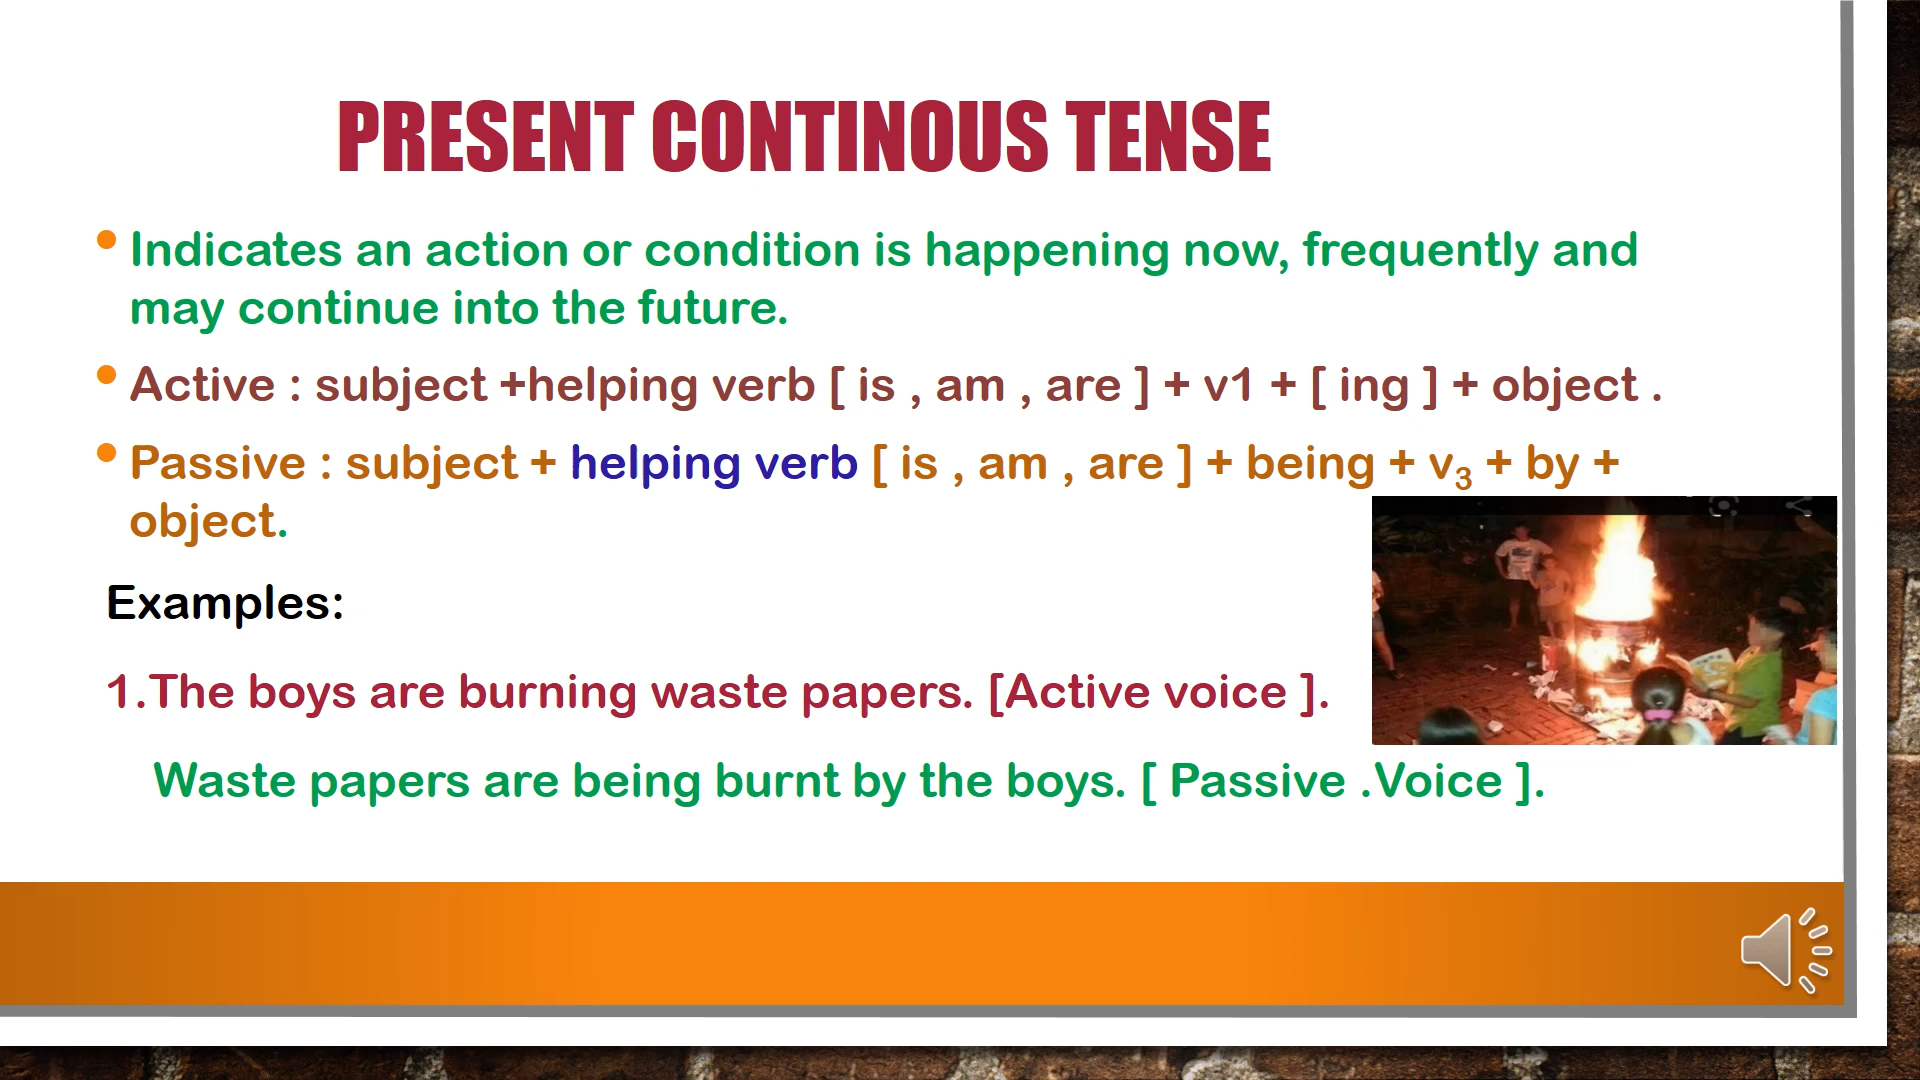 PRESENT CONTINOUS TENSE
• Indicates an action or condition is happening now, frequently and
may continue into the future.
• Active : subject +helping verb [ is , am , are ] + v1 + [ ing ] + object .
• Passive : subject + helping verb [ is , am , are ] + being + v₃ + by +
object.
Examples:
1.The boys are burning waste papers. [Active voice ].
Waste papers are being burnt by the boys. [ Passive .Voice ].